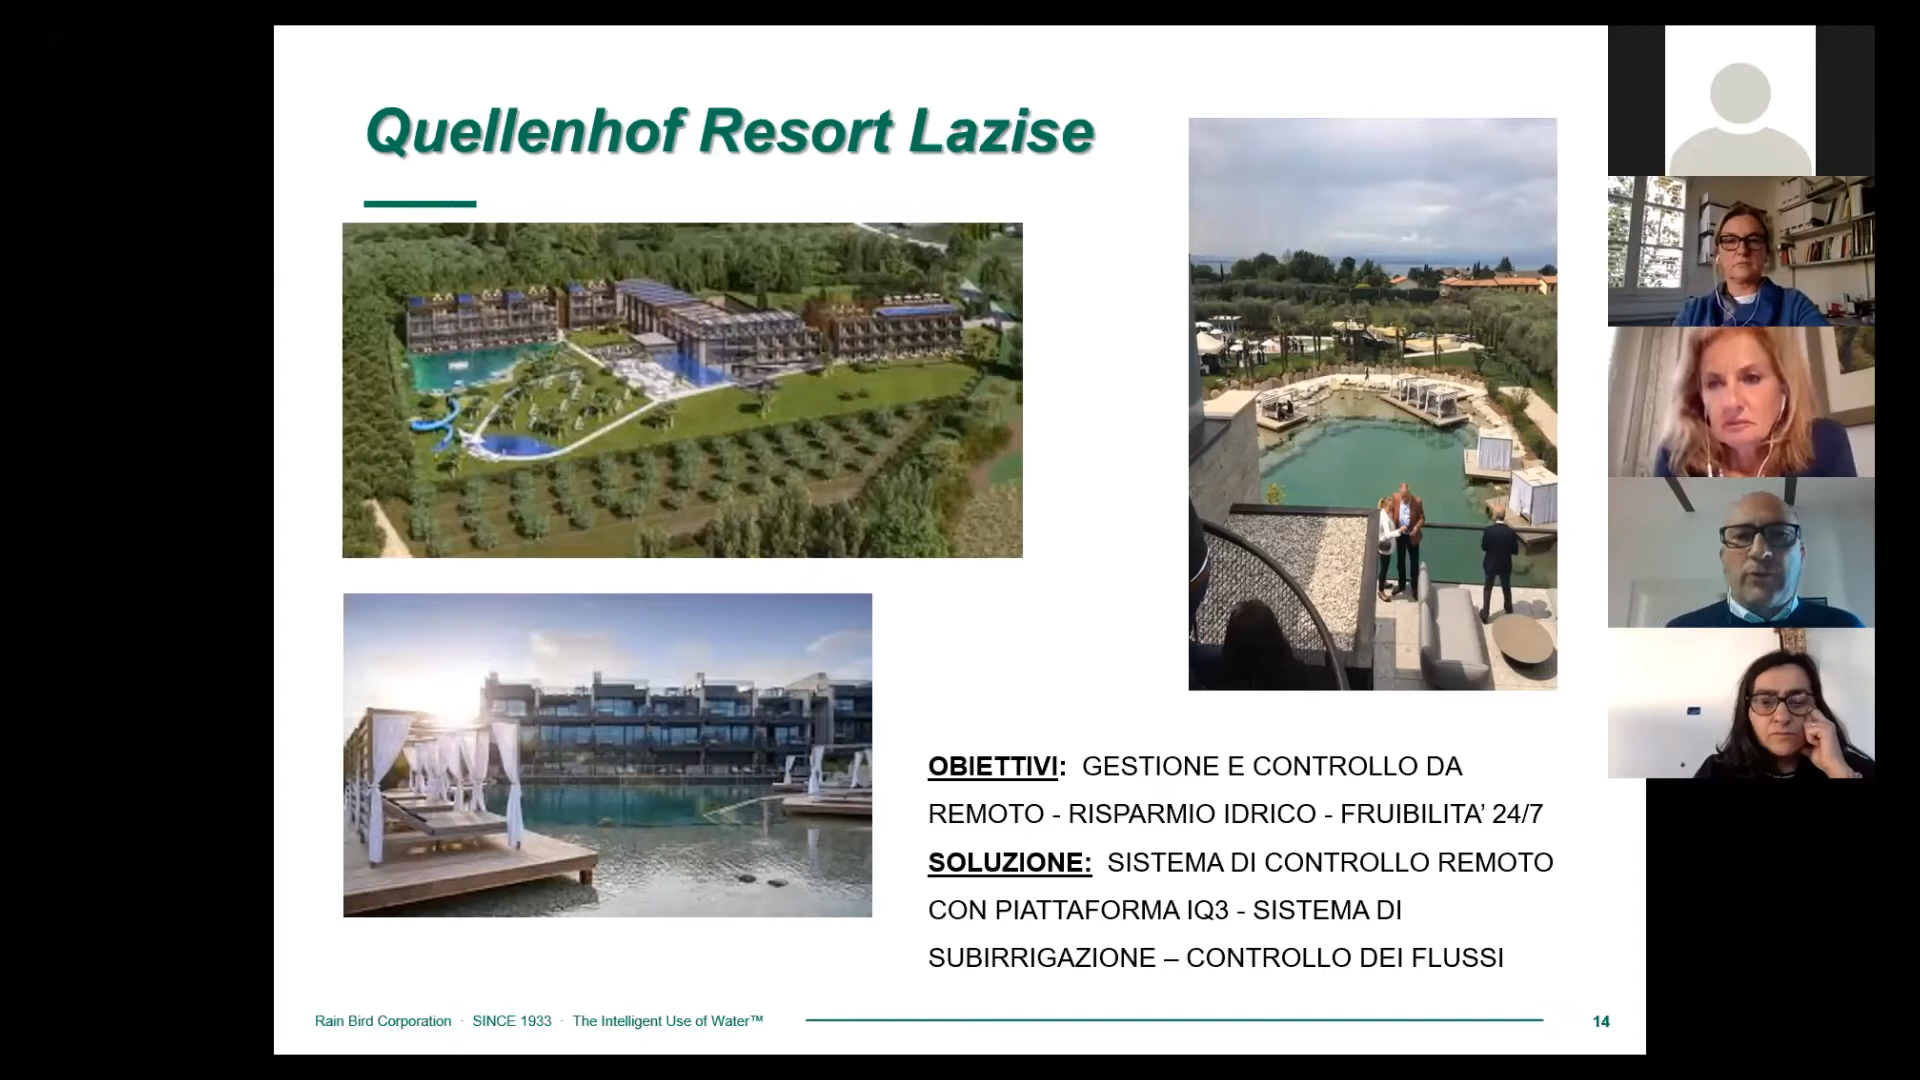 Quellenhof Resort Lazise
OBIETTIVI: GESTIONE E CONTROLLO DA
REMOTO - RISPARMIO IDRICO - FRUIBILITA’ 24/7
SOLUZIONE: SISTEMA DI CONTROLLO REMOTO
CON PIATTAFORMA IQ3 - SISTEMA DI
SUBIRRIGAZIONE – CONTROLLO DEI FLUSSI
Rain Bird Corporation · SINCE 1933 · The Intelligent Use of Water™
14